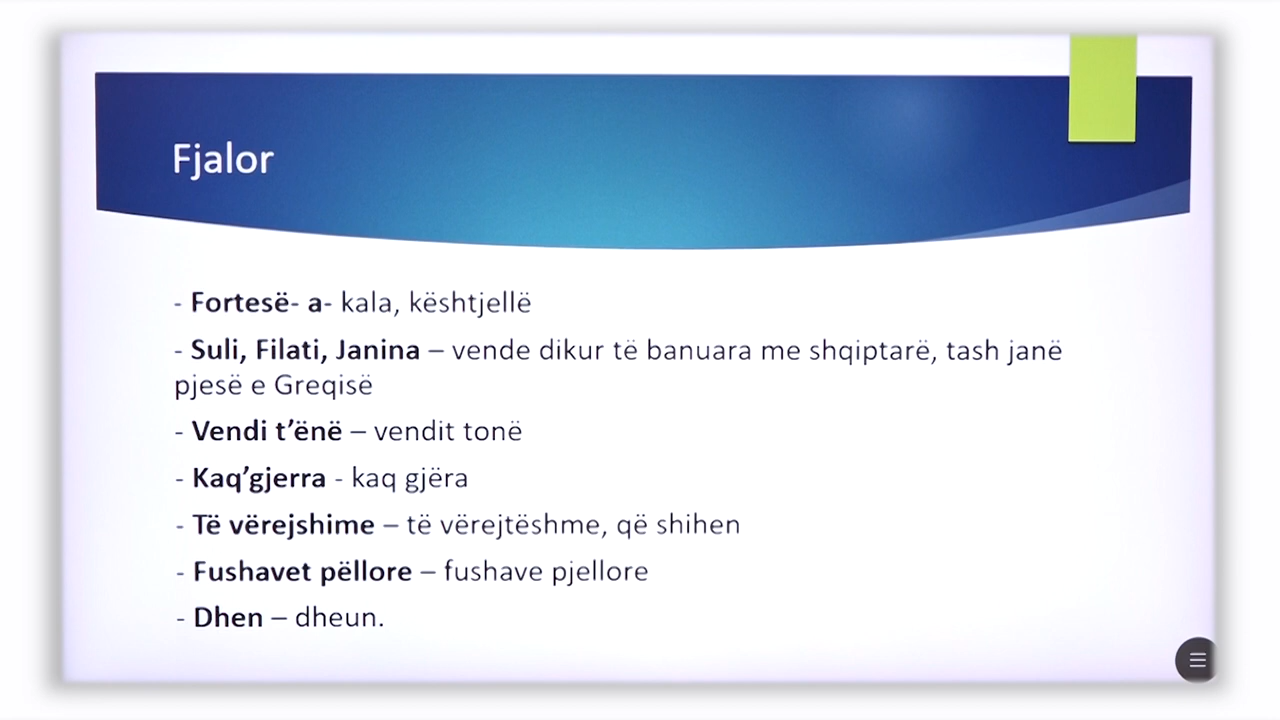 Fjalor
- Fortesë- a- kala, kështjellë
- Suli, Filati, Janina – vende dikur të banuara me shqiptarë, tash janë
pjesë e Greqisë
- Vendi t’ënë – vendit tonë
- Kaq’gjerra - kaq gjëra
- Të vërejshime – të vërejtëshme, që shihen
- Fushavet pëllore – fushave pjellore
- Dhen – dheun.